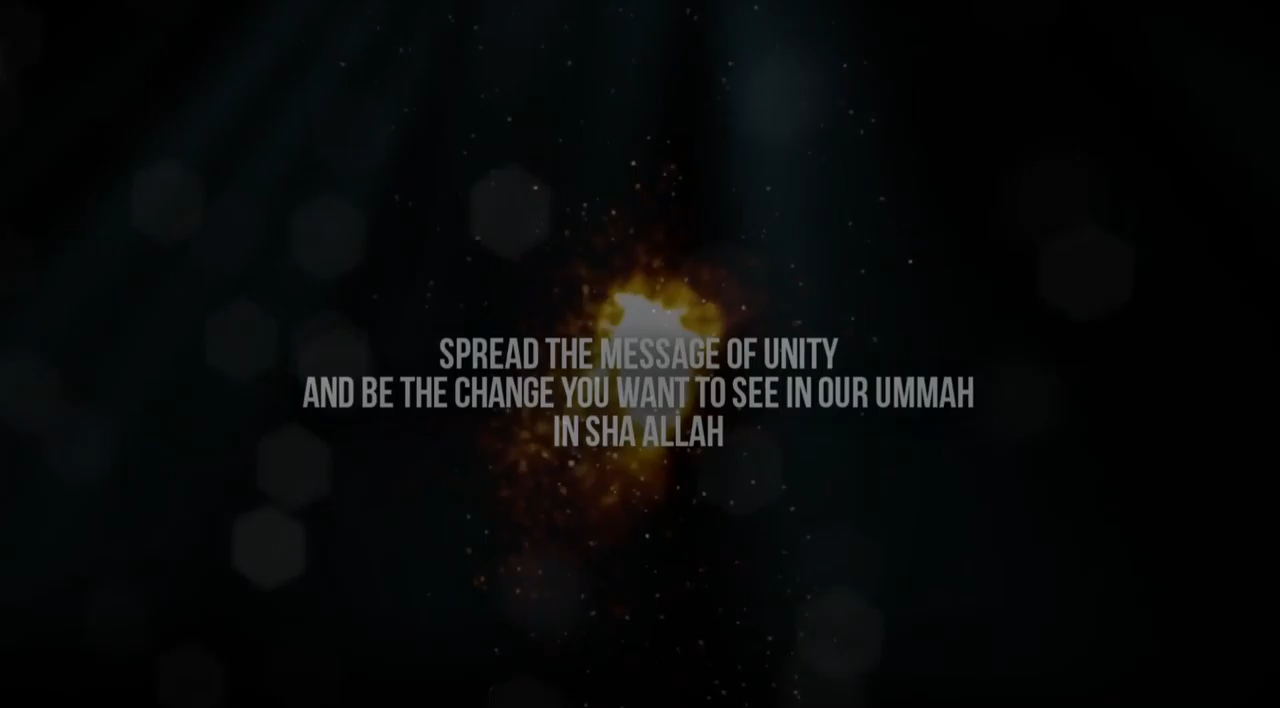 SPREAD THE MESSAGE OF UNITY
AND BE THE CHANGE YOU WANT TO SEE IN OUR UMMAH
IN SHA ALLAH